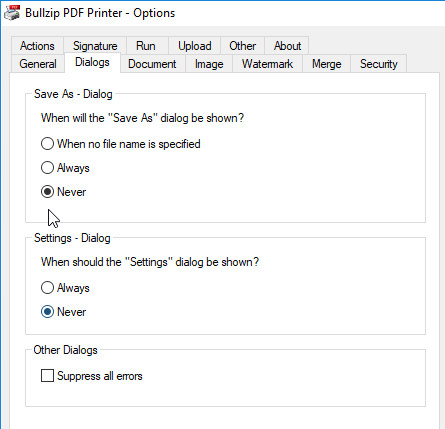 Bullzip PDF Printer - Options
Actions Signature Run Upload Other About
General Dialogs Document Image Watermark Merge Security
Save As - Dialog
When will the "Save As" dialog be shown?
When no file name is specified
Always
Never
Settings - Dialog
When should the "Settings" dialog be shown?
Always
Never
Other Dialogs
Suppress all errors